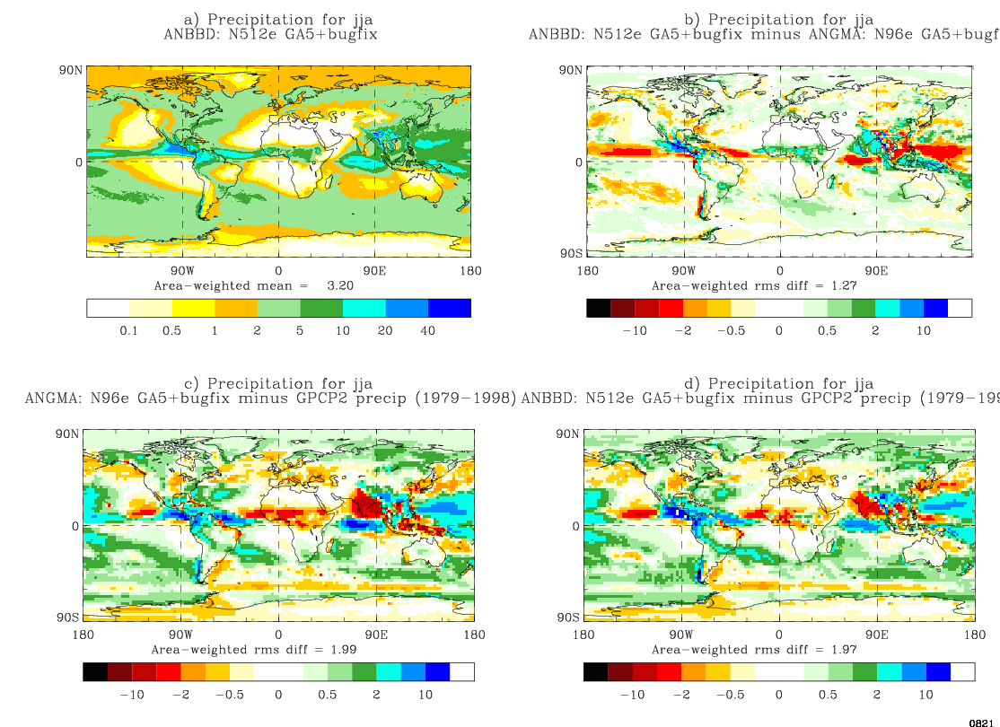 a) Precipitation for jja
ANBBD: N512e GA5+bugfix
90N
0
90W 0 90E 180
Area-weighted mean = 3.20
0.1 0.5 1 2 5 10 20 40
b) Precipitation for jja
ANBBD: N512e GA5+bugfix minus ANGMA: N96e GA5+bugf
90N
0
90S
180 90W 0 90E
Area-weighted rms diff = 1.27
-10 -2 -0.5 0 0.5 2 10
c) Precipitation for jja
ANGMA: N96e GA5+bugfix minus GPCP2 precip (1979-1998)
90N
0
90S
180 90W 0 90E 180
Area-weighted rms diff = 1.99
-10 -2 -0.5 0 0.5 2 10
d) Precipitation for jja
ANBBD: N512e GA5+bugfix minus GPCP2 precip (1979-199
90N
0
90S
180 90W 0 90E 180
Area-weighted rms diff = 1.97
-10 -2 -0.5 0 0.5 2 10
0821